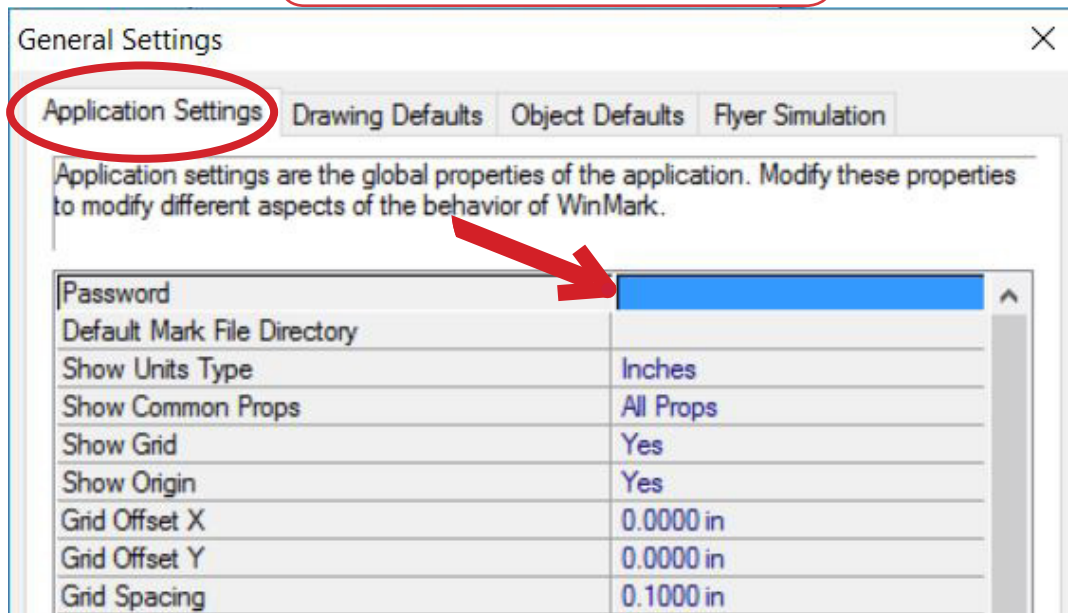 General Settings
Application Settings Drawing Defaults Object Defaults Flyer Simulation
Application settings are the global properties of the application. Modify these properties
to modify different aspects of the behavior of WinMark.
Password
Default Mark File Directory
Show Units Type Inches
Show Common Props All Props
Show Grid Yes
Show Origin Yes
Grid Offset X 0.0000 in
Grid Offset Y 0.0000 in
Grid Spacing 0.1000 in